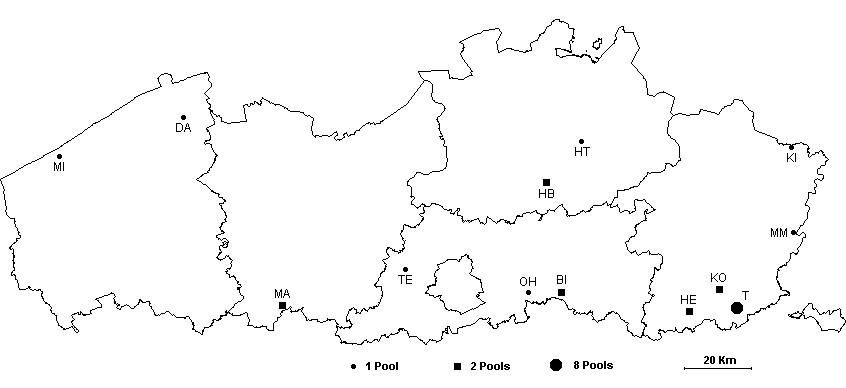 DA
HT
KI
MI
HB
MM
TE
OH
BI
KO
MA
HE
T
1 Pool
2 Pools
8 Pools
20 Km